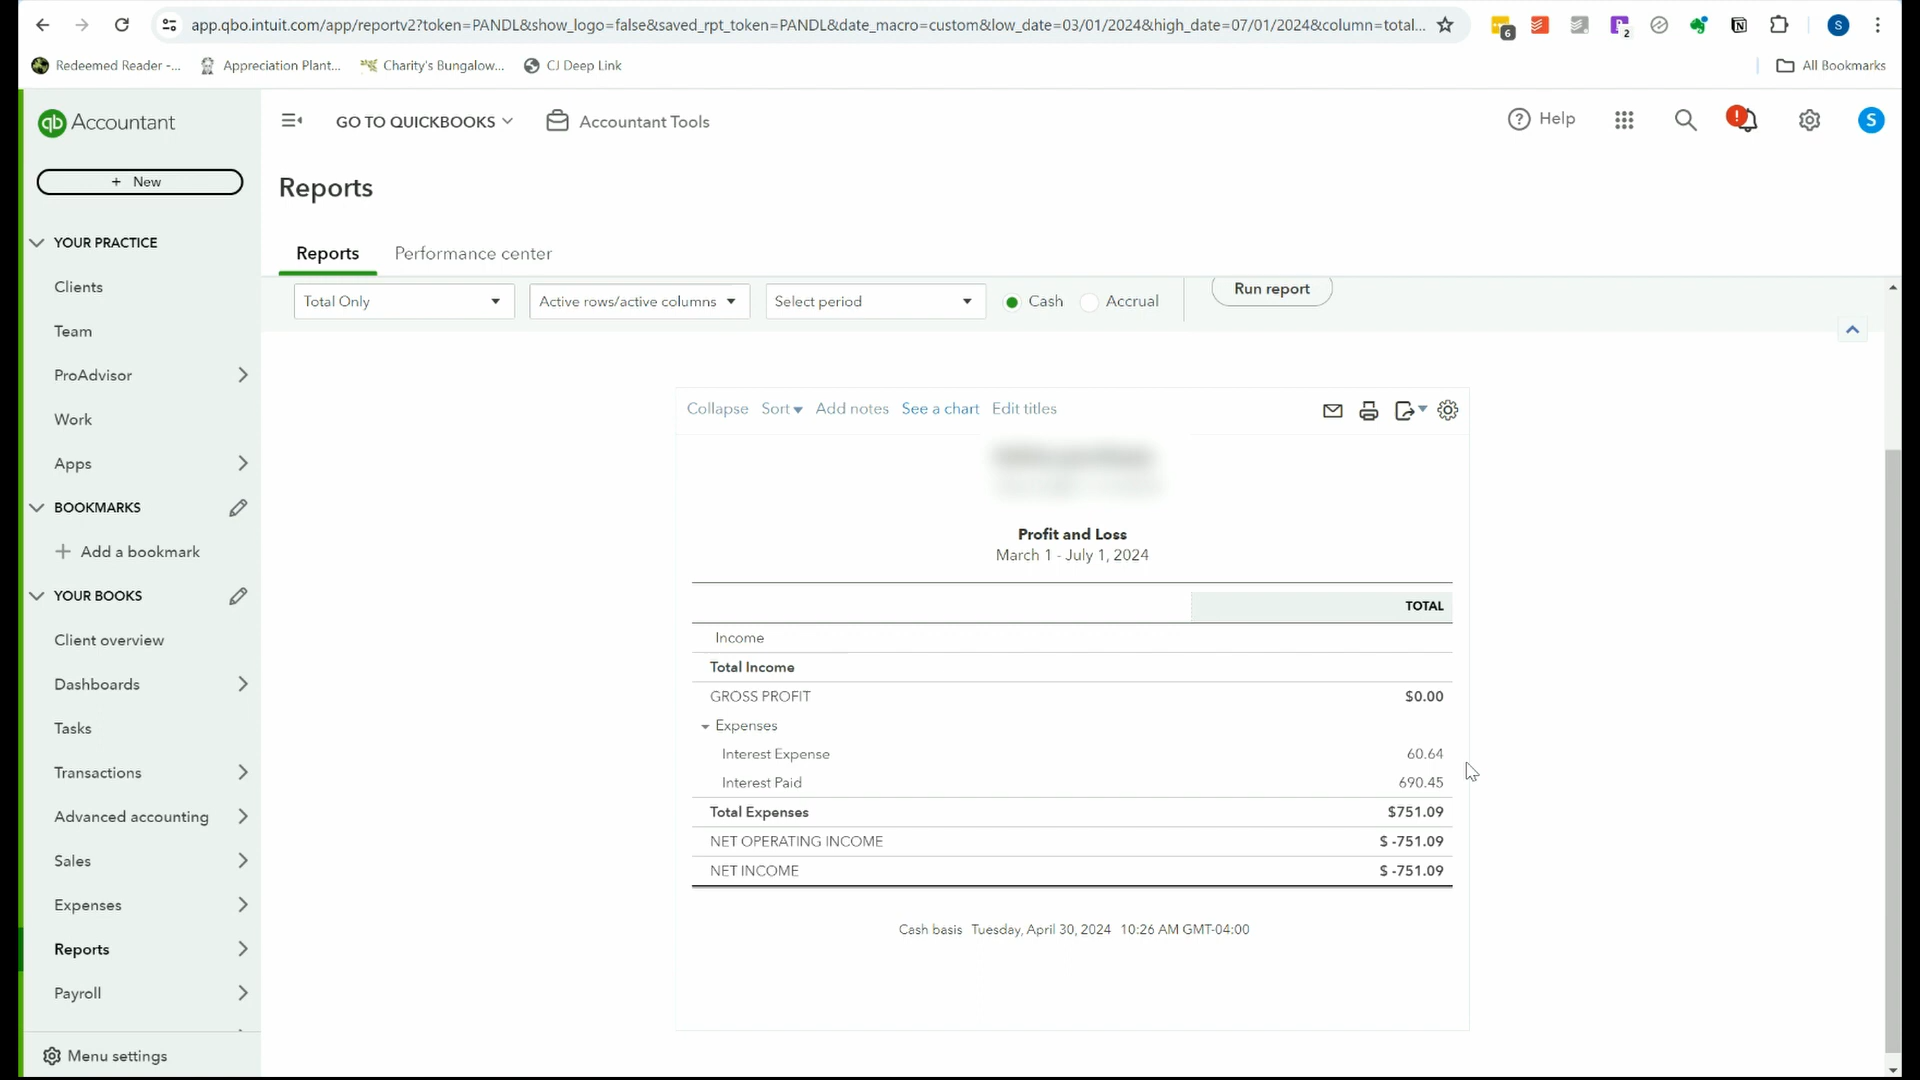 app.qbo.intuit.com/app/reportv2?token=PANDL&show_logo=false&saved_rpt_token=PANDL&date_macro=custom&low_date=03/01/2024&high_date=07/01/2024&column=total...
6
2
S
Redeemed Reader -...
Appreciation Plant...
Charity's Bungalow...
CJ Deep Link
All Bookmarks
qb Accountant
GO TO QUICKBOOKS
Accountant Tools
Help
S
+ New
Reports
YOUR PRACTICE
Reports
Performance center
Clients
Total Only
Active rows/active columns
Select period
Cash
Accrual
Run report
Team
ProAdvisor
Work
Apps
BOOKMARKS
Add a bookmark
YOUR BOOKS
Client overview
Dashboards
Tasks
Transactions
Advanced accounting
Sales
Expenses
Reports
Payroll
Menu settings
Collapse Sort Add notes See a chart Edit titles
Profit and Loss
March 1 - July 1, 2024
TOTAL
Income
Total Income
GROSS PROFIT $0.00
Expenses
Interest Expense 60.64
Interest Paid 690.45
Total Expenses $751.09
NET OPERATING INCOME $ -751.09
NET INCOME $ -751.09
Cash basis Tuesday, April 30, 2024 10:26 AM GMT-04:00